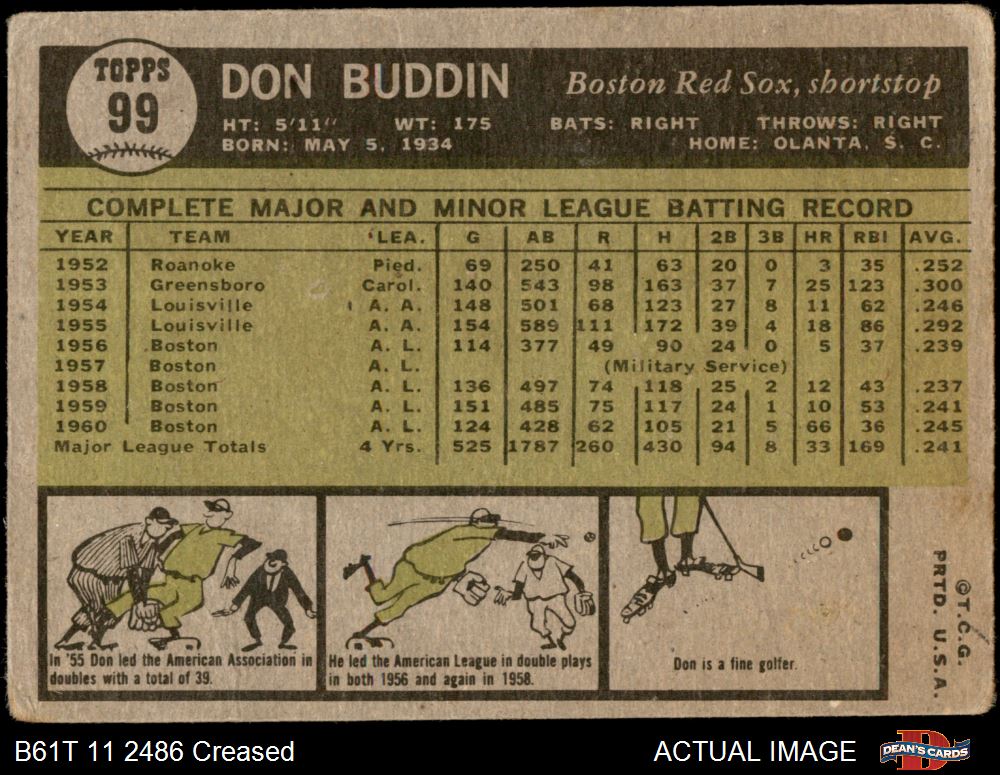 TOPPS
99
DON BUDDIN
Boston Red Sox, shortstop
HT: 5'11" WT: 175 BATS: RIGHT THROWS: RIGHT
BORN: MAY 5, 1934 HOME: OLANTA, S. C.
COMPLETE MAJOR AND MINOR LEAGUE BATTING RECORD
YEAR TEAM LEA. G AB R H 2B 3B HR RBI AVG.
1952 Roanoke Pied. 69 250 41 63 20 0 3 35 .252
1953 Greensboro Carol. 140 543 98 163 37 7 25 123 .300
1954 Louisville A. A. 148 501 68 123 27 8 11 62 .246
1955 Louisville A. A. 154 589 111 172 39 4 18 86 .292
1956 Boston A. L. 114 377 49 90 24 0 5 37 .239
1957 Boston A. L. (Military Service)
1958 Boston A. L. 136 497 74 118 25 2 12 43 .237
1959 Boston A. L. 151 485 75 117 24 1 10 53 .241
1960 Boston A. L. 124 428 62 105 21 5 66 36 .245
Major League Totals 4 Yrs. 525 1787 260 430 94 8 33 169 .241
In '55 Don led the American Association in
doubles with a total of 39.
He led the American League in double plays
in both 1956 and again in 1958.
Don is a fine golfer.
©T.C.G.
PRTD. U.S.A.
B61T 11 2486 Creased
ACTUAL IMAGE
DEAN'S CARDS